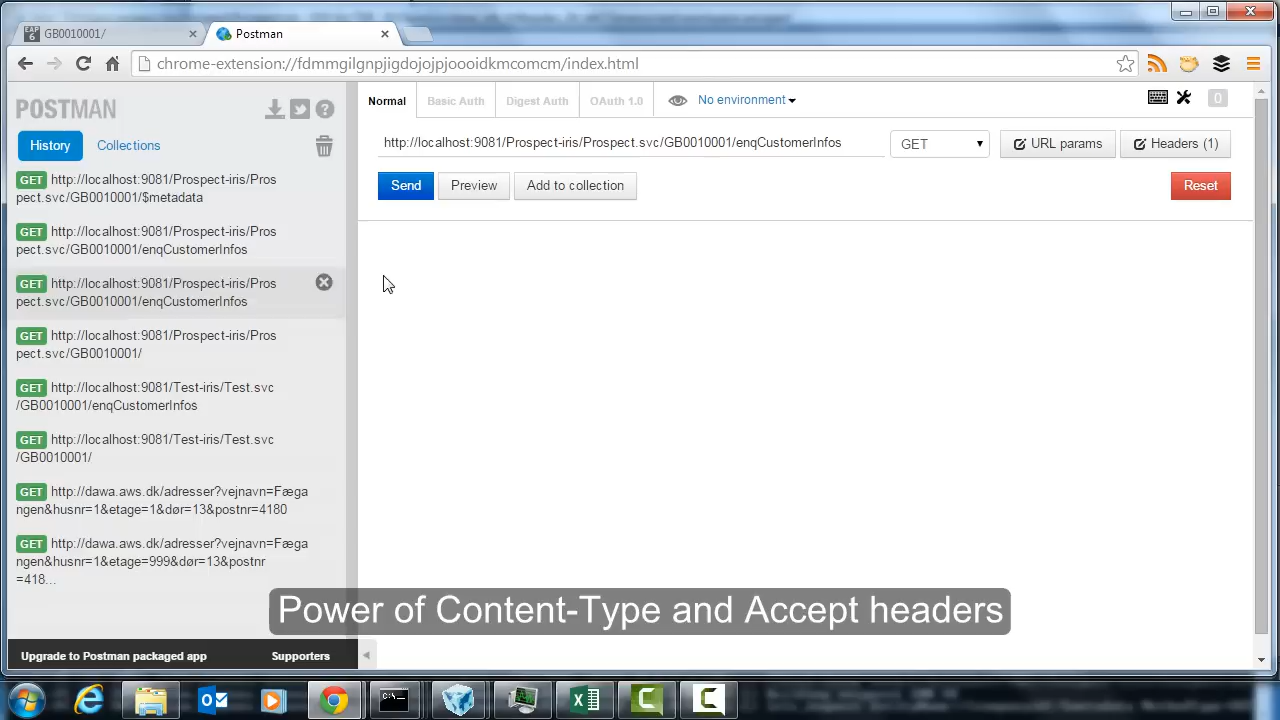 GB0010001/
Postman
chrome-extension://fdmmgilgnpjigdojojpjoooidkmcomcm/index.html
POSTMAN
History
Collections
GET http://localhost:9081/Prospect-iris/Pros
pect.svc/GB0010001/$metadata
GET http://localhost:9081/Prospect-iris/Pros
pect.svc/GB0010001/enqCustomerInfos
GET http://localhost:9081/Prospect-iris/Pros
pect.svc/GB0010001/enqCustomerInfos
GET http://localhost:9081/Prospect-iris/Pros
pect.svc/GB0010001/
GET http://localhost:9081/Test-iris/Test.svc
/GB0010001/enqCustomerInfos
GET http://localhost:9081/Test-iris/Test.svc
/GB0010001/
GET http://dawa.aws.dk/adresser?vejnavn=Fæga
ngen&husnr=1&etage=1&dør=13&postnr=4180
GET http://dawa.aws.dk/adresser?vejnavn=Fæga
ngen&husnr=1&etage=999&dør=13&postnr
=418...
Upgrade to Postman packaged app
Supporters
Normal
Basic Auth
Digest Auth
OAuth 1.0
No environment
0
http://localhost:9081/Prospect-iris/Prospect.svc/GB0010001/enqCustomerInfos
GET
URL params
Headers (1)
Send
Preview
Add to collection
Reset
Power of Content-Type and Accept headers